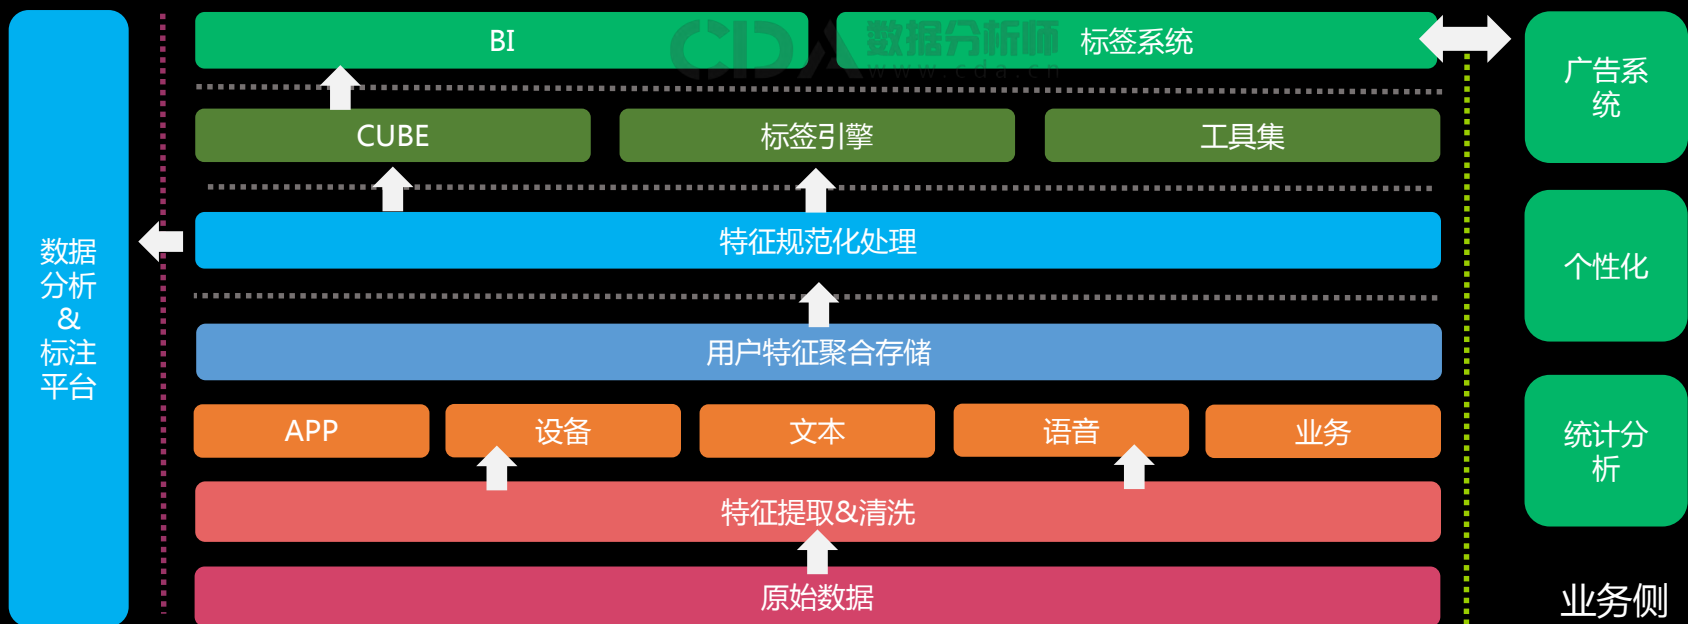 数据
分析
&
标注
平台
BI
标签系统
CDA数据分析师
www.cda.cn
CUBE
标签引擎
工具集
特征规范化处理
用户特征聚合存储
APP
设备
文本
语音
业务
特征提取&清洗
原始数据
广告系
统
个性化
统计分
析
业务侧